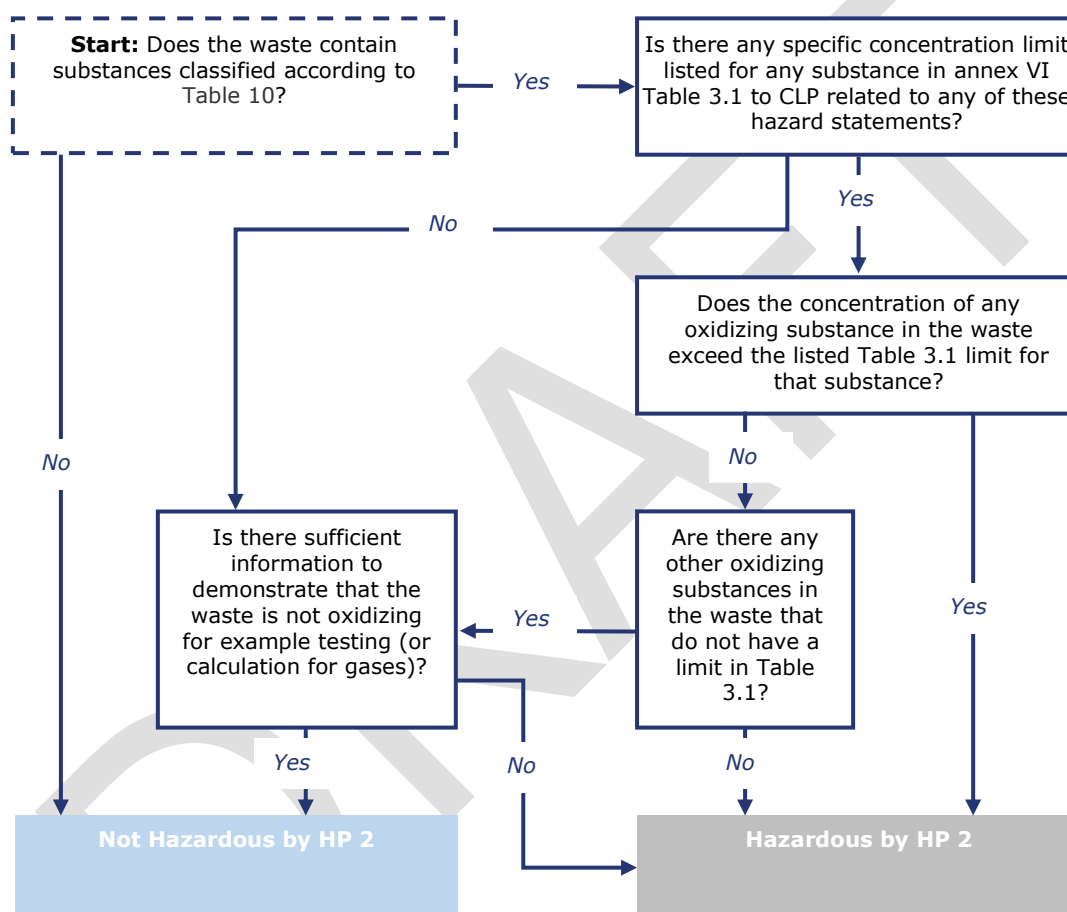 Start: Does the waste contain
substances classified according to
Table 10?
Yes
Is there any specific concentration limit
listed for any substance in annex VI
Table 3.1 to CLP related to any of these
hazard statements?
No
Yes
Does the concentration of any
oxidizing substance in the waste
exceed the listed Table 3.1 limit for
that substance?
No
No
Yes
Is there sufficient
information to
demonstrate that the
waste is not oxidizing
for example testing (or
calculation for gases)?
Yes
Are there any
other oxidizing
substances in
the waste that
do not have a
limit in Table
3.1?
Yes
No
No
Not Hazardous by HP 2
Hazardous by HP 2